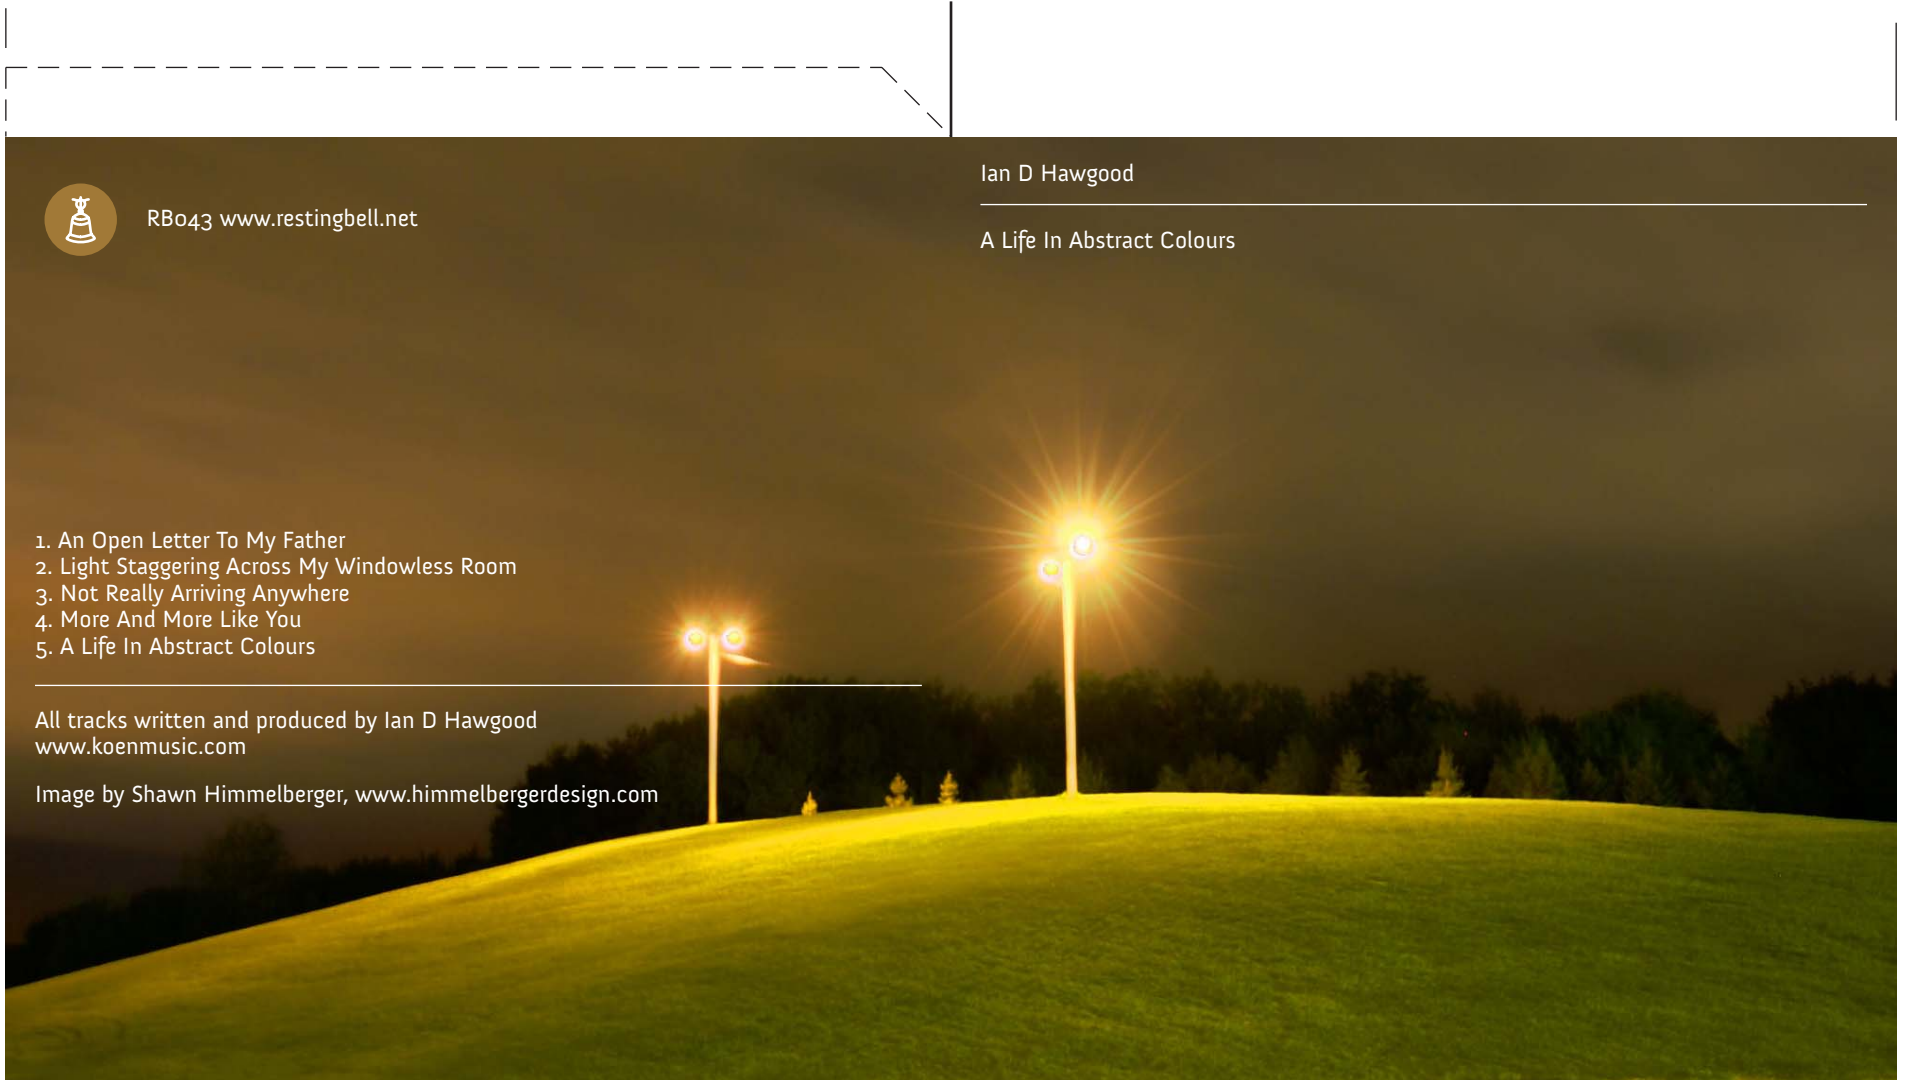 RB043 www.restingbell.net
1. An Open Letter To My Father
2. Light Staggering Across My Windowless Room
3. Not Really Arriving Anywhere
4. More And More Like You
5. A Life In Abstract Colours
All tracks written and produced by Ian D Hawgood
www.koenmusic.com
Image by Shawn Himmelberger, www.himmelbergerdesign.com
Ian D Hawgood
A Life In Abstract Colours